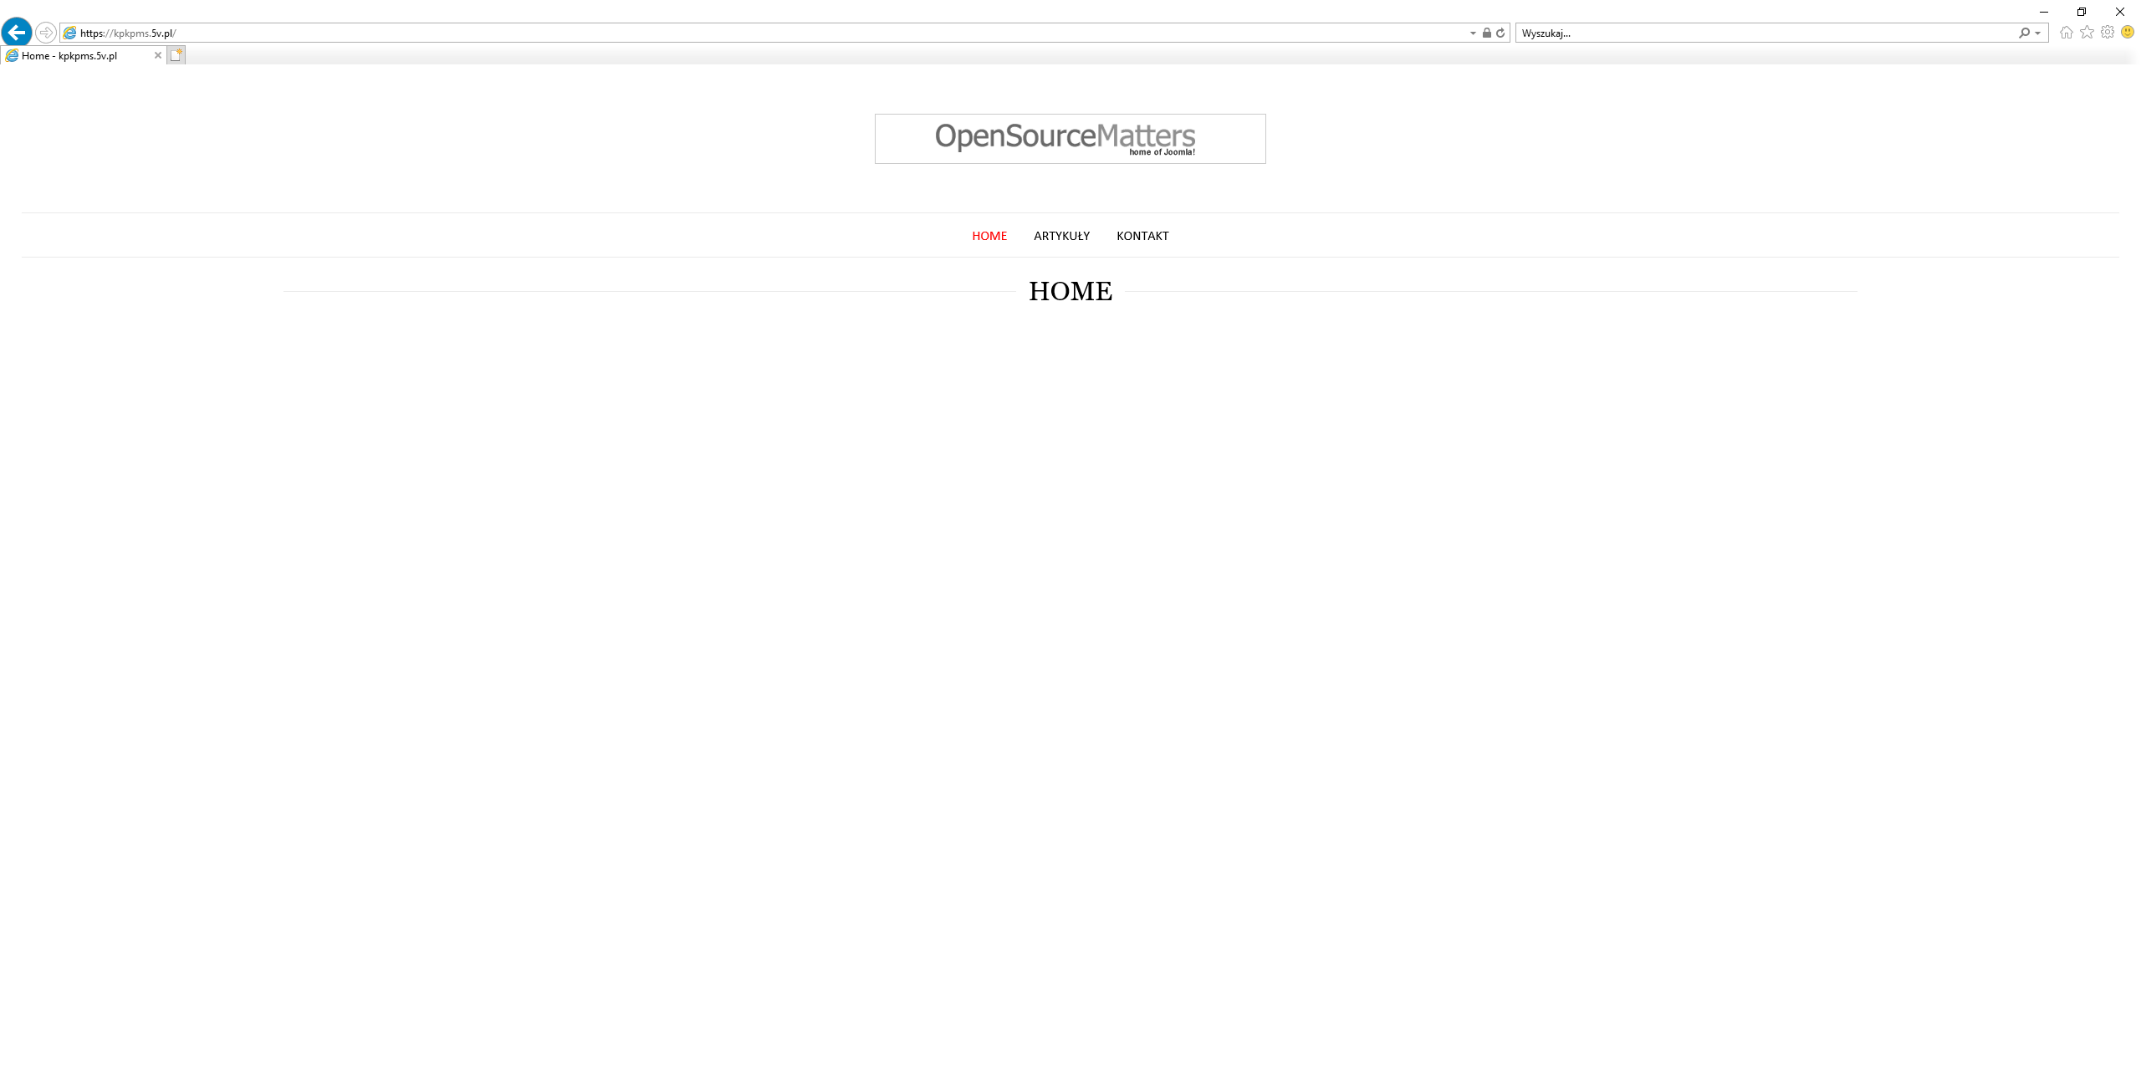 https://kpkpms.5v.pl/
Wyszukaj...
Home - kpkpms.5v.pl
OpenSourceMatters
home of Joomla!
HOME ARTYKUŁY KONTAKT
HOME